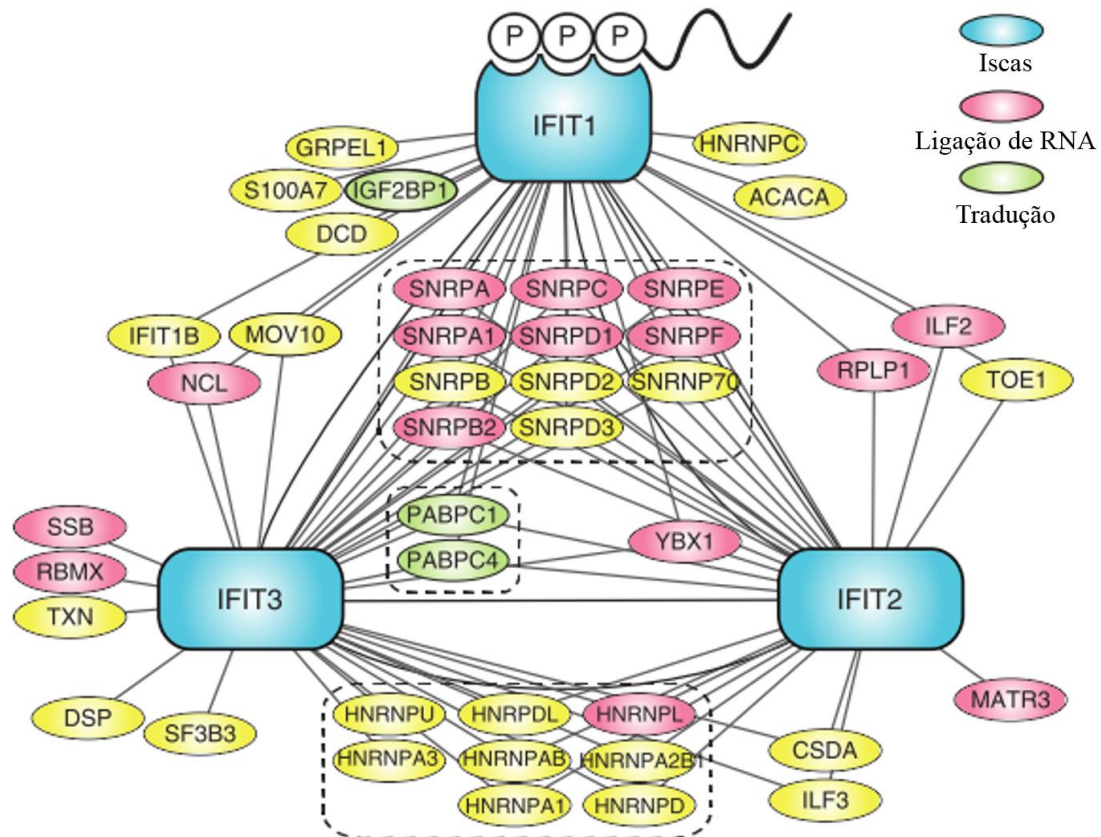 P P P
IFIT1
Iscas
Ligação de RNA
Tradução
GRPEL1
HNRNPC
S100A7
IGF2BP1
ACACA
DCD
SNRPA
SNRPC
SNRPE
IFIT1B
MOV10
SNRPA1
SNRPD1
SNRPF
ILF2
NCL
SNRPB
SNRPD2
SNRNP70
RPLP1
TOE1
SNRPB2
SNRPD3
SSB
PABPC1
YBX1
RBMX
PABPC4
TXN
IFIT3
IFIT2
DSP
SF3B3
HNRNPU
HNRPDL
HNRNPL
MATR3
HNRNPA3
HNRNPAB
HNRNPA2B1
CSDA
HNRNPA1
HNRNPD
ILF3